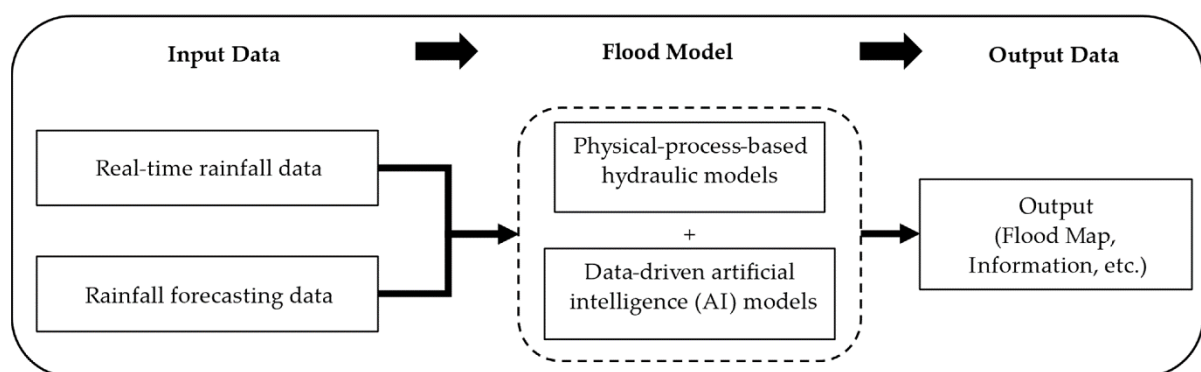 Input Data
Flood Model
Output Data
Real-time rainfall data
Rainfall forecasting data
Physical-process-based
hydraulic models
+
Data-driven artificial
intelligence (AI) models
Output
(Flood Map,
Information, etc.)